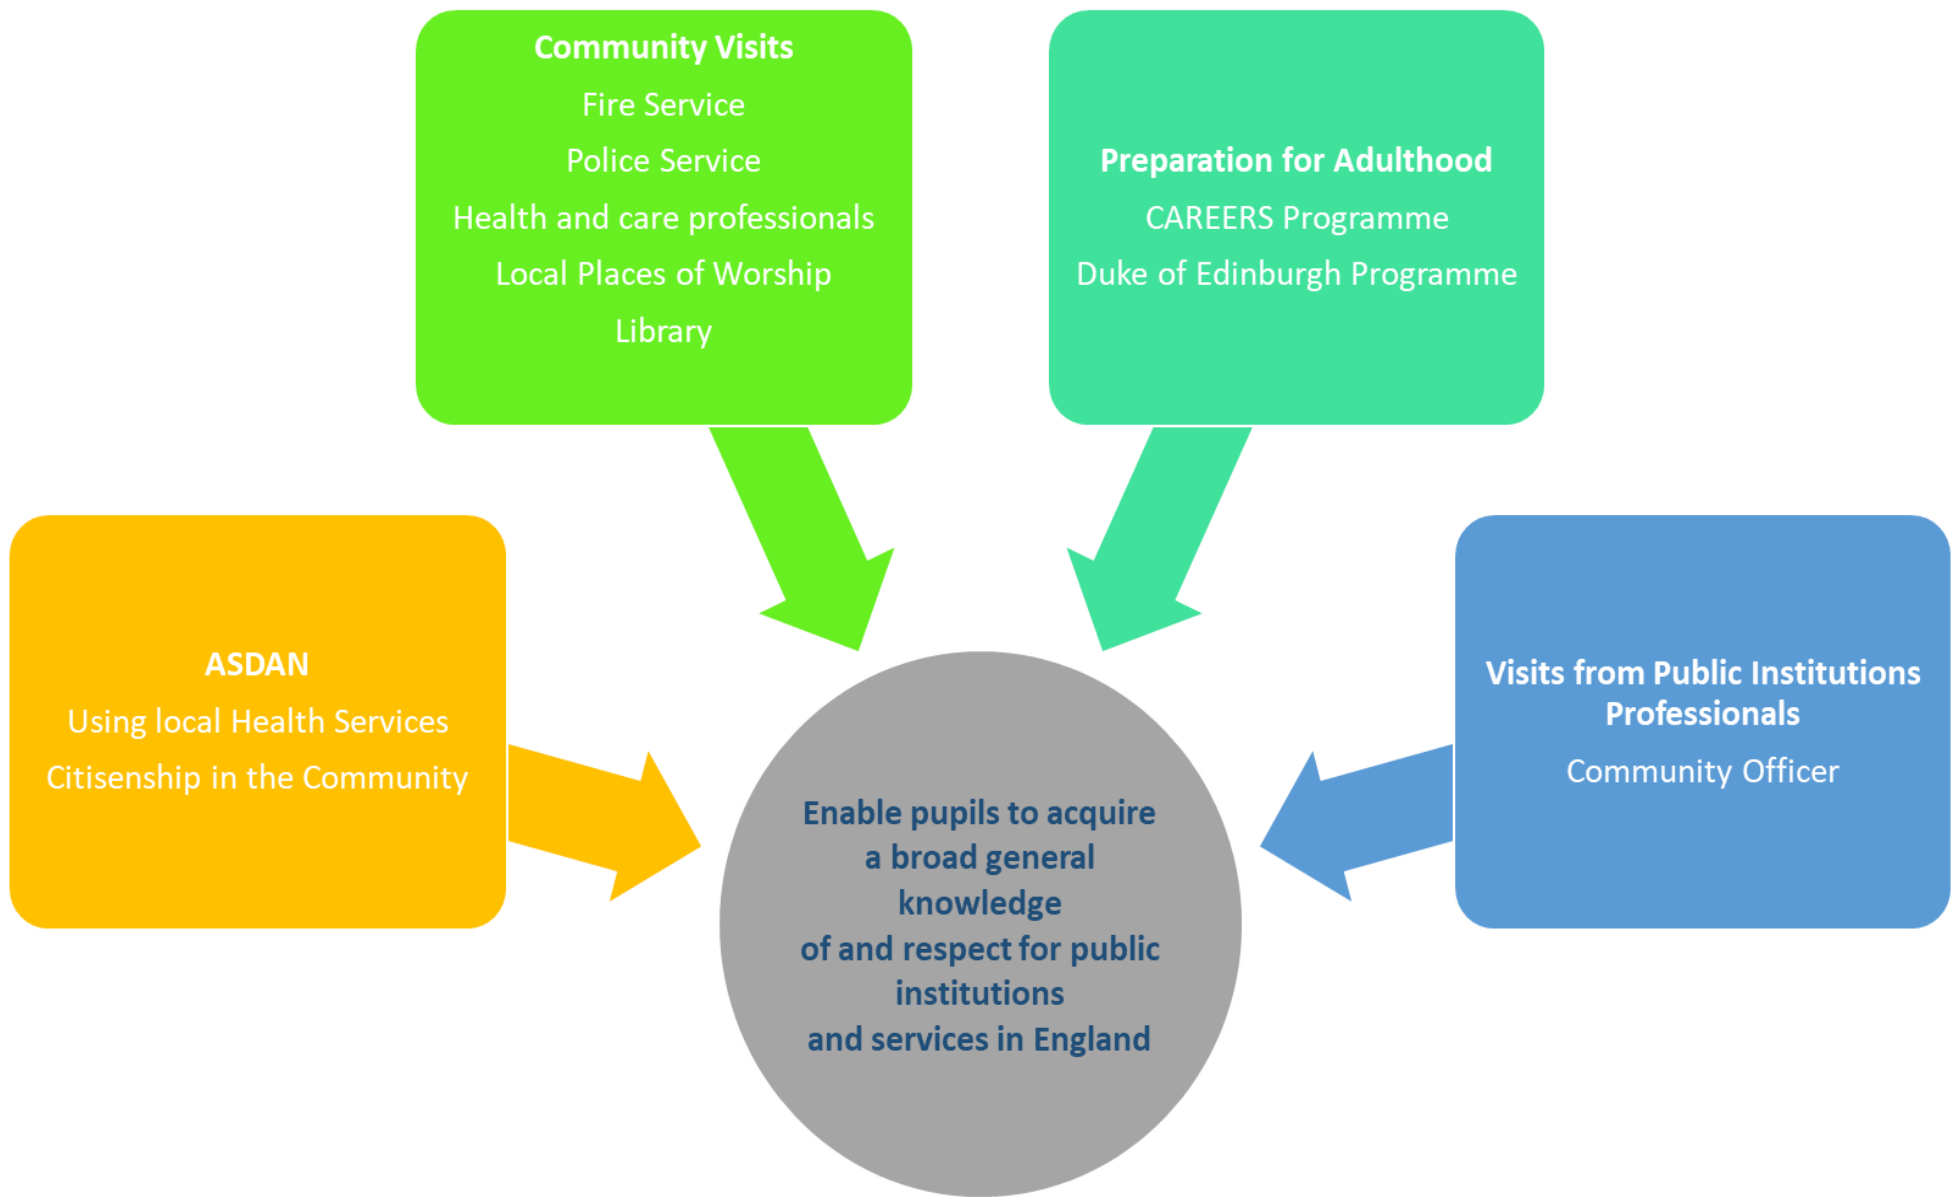 Community Visits
Fire Service
Police Service
Health and care professionals
Local Places of Worship
Library
Preparation for Adulthood
CAREERS Programme
Duke of Edinburgh Programme
ASDAN
Using local Health Services
Citisenship in the Community
Visits from Public Institutions
Professionals
Community Officer
Enable pupils to acquire
a broad general
knowledge
of and respect for public
institutions
and services in England